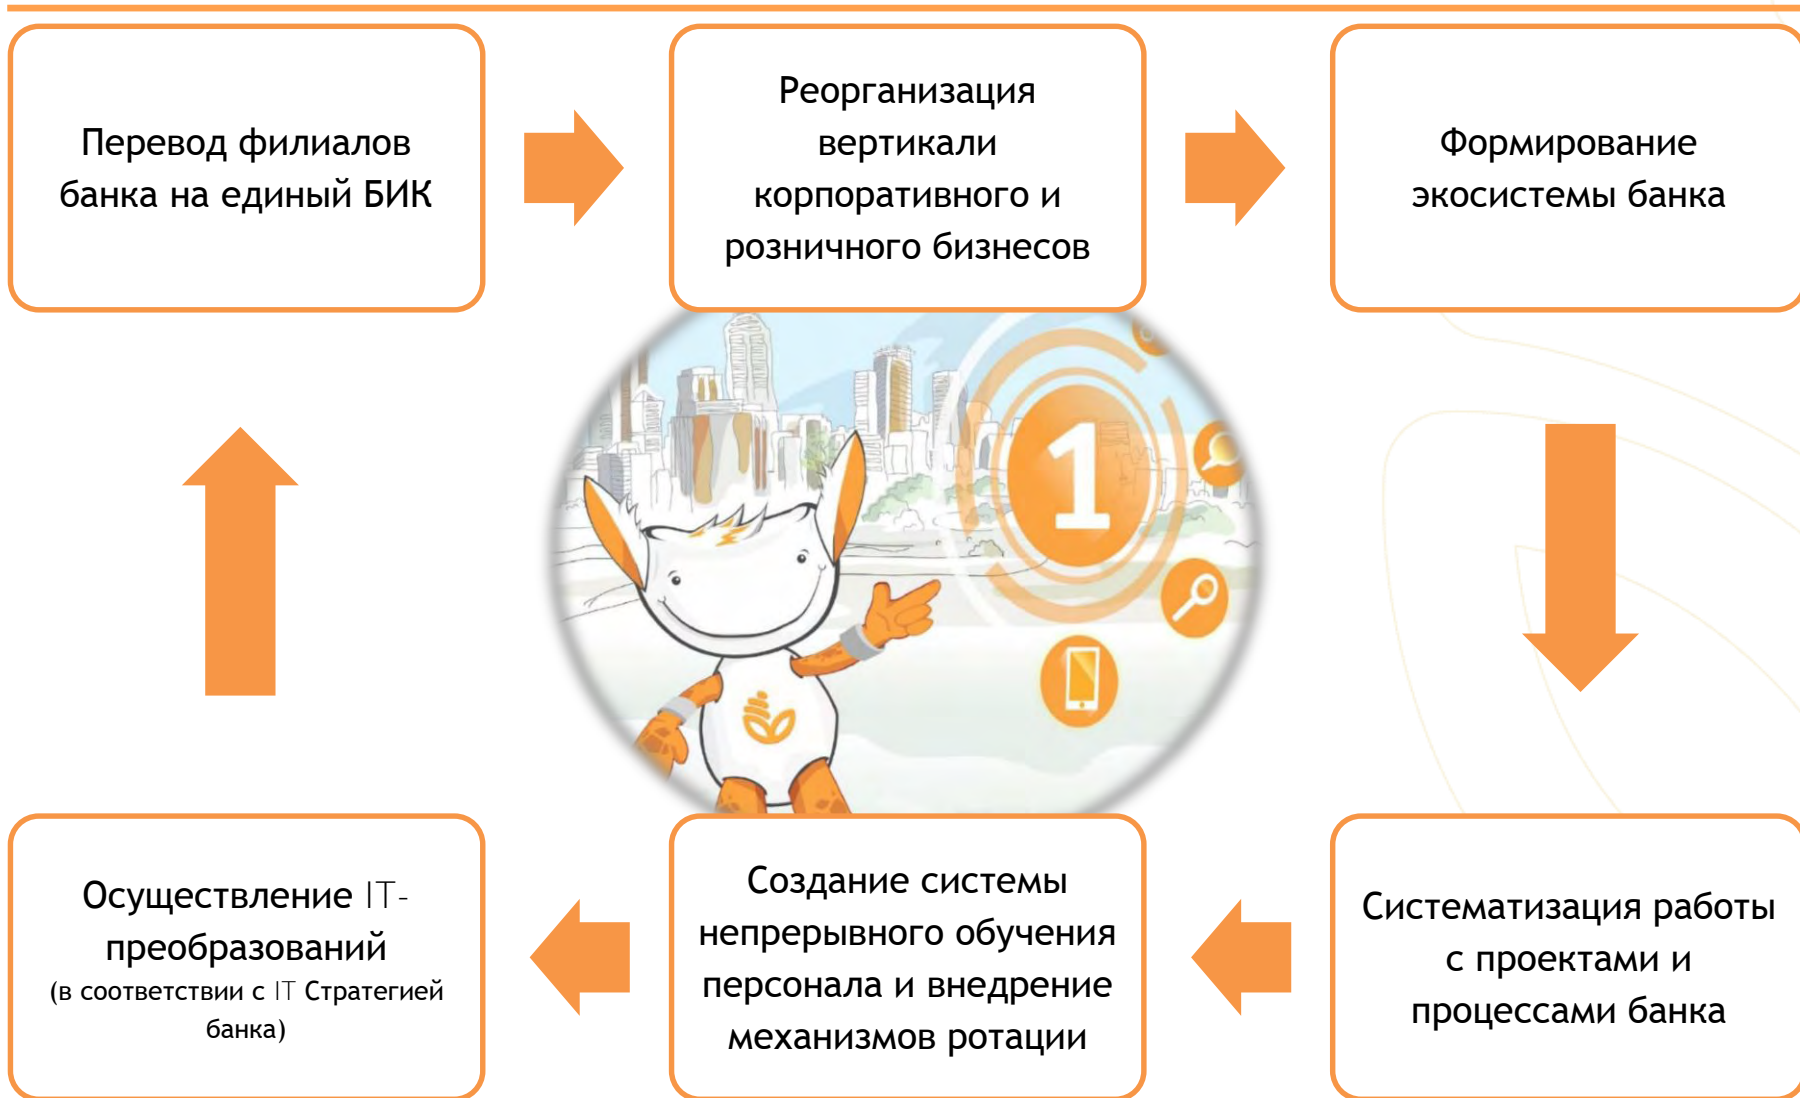 Перевод филиалов
банка на единый БИК
Реорганизация
вертикали
корпоративного и
розничного бизнесов
Формирование
экосистемы банка
1
Осуществление IT-
преобразований
(в соответствии с IT Стратегией
банка)
Создание системы
непрерывного обучения
персонала и внедрение
механизмов ротации
Систематизация работы
с проектами и
процессами банка